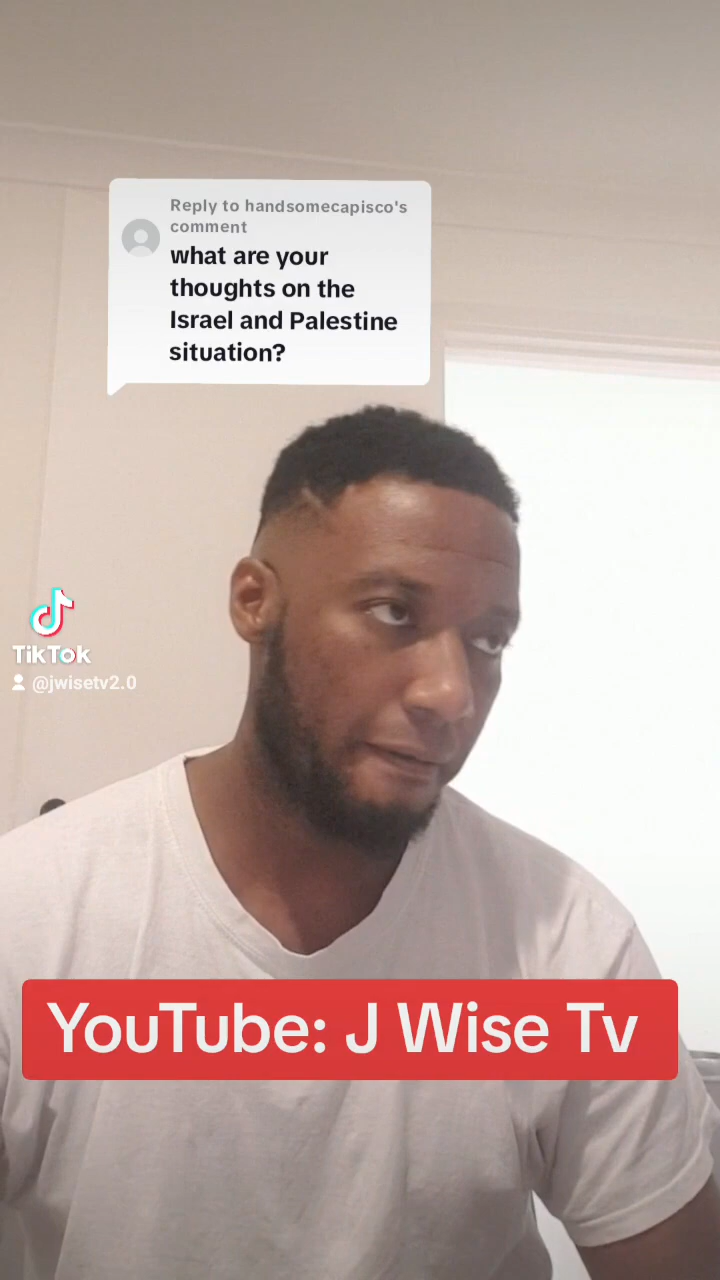 Reply to handsomecapisco's
comment
what are your
thoughts on the
Israel and Palestine
situation?
TikTok
@jwisetv2.0
YouTube: J Wise Tv